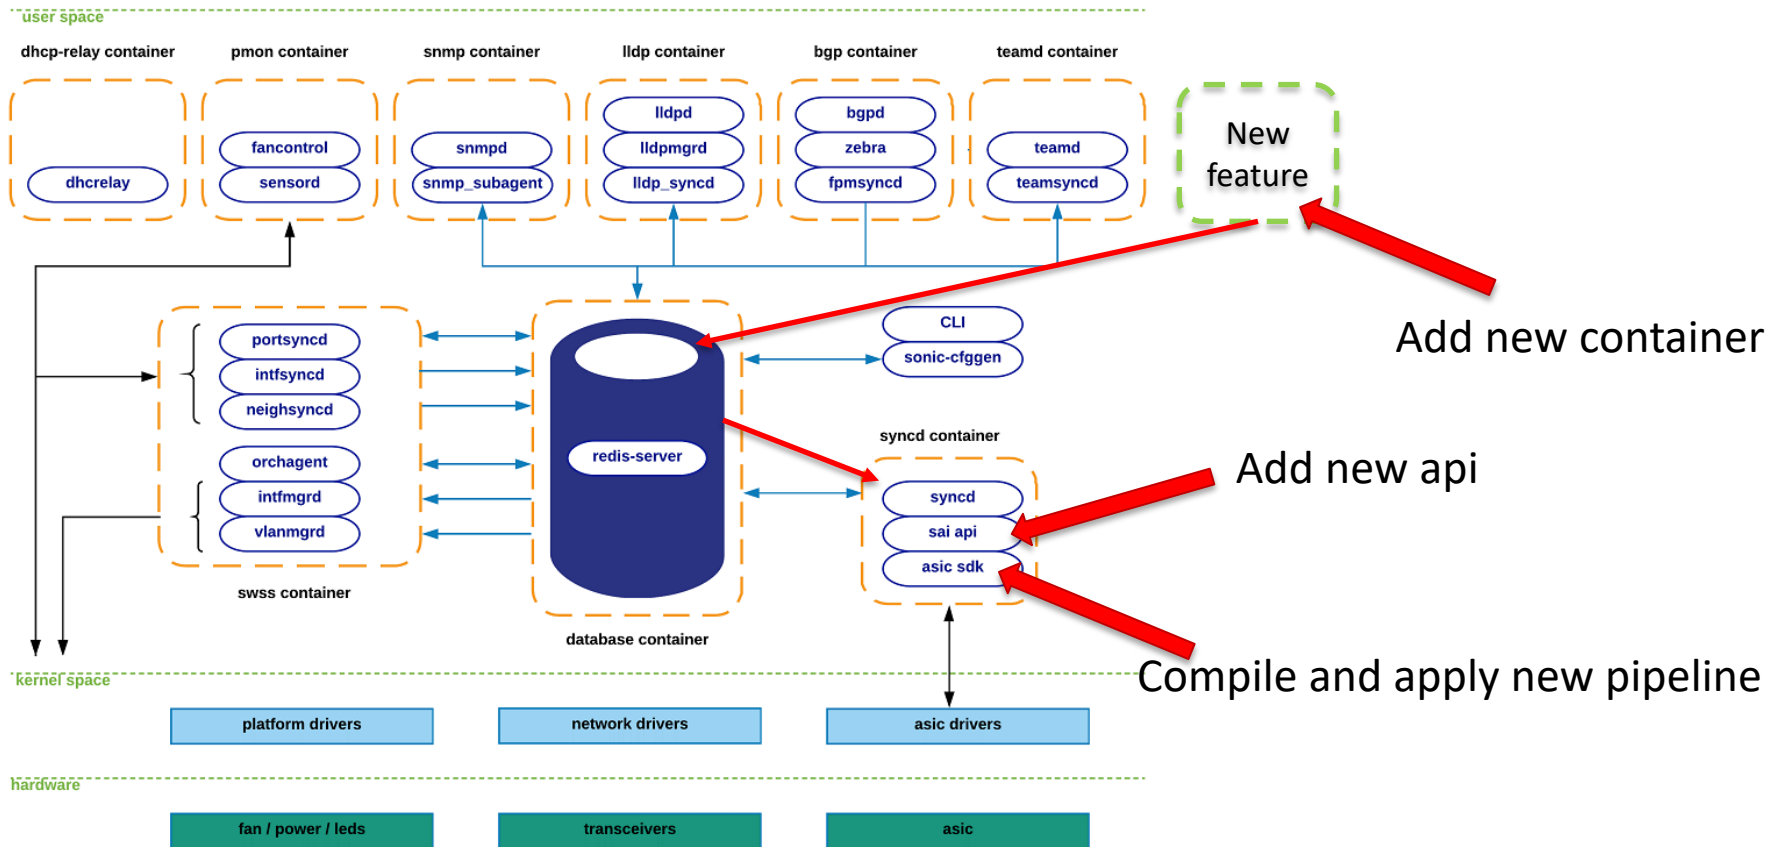 user space
dhcp-relay container
pmon container
snmp container
lldp container
bgp container
teamd container
dhcrelay
fancontrol
sensord
snmpd
snmp_subagent
lldpd
lldpmgrd
lldp_syncd
bgpd
zebra
fpmsyncd
teamd
teamsyncd
New
feature
Add new container
portsyncd
intfsyncd
neighsyncd
orchagent
intfmgrd
vlanmgrd
swss container
redis-server
database container
CLI
sonic-cfggen
syncd container
syncd
sai api
asic sdk
Add new api
Compile and apply new pipeline
kernel space
platform drivers
network drivers
asic drivers
hardware
fan / power / leds
transceivers
asic